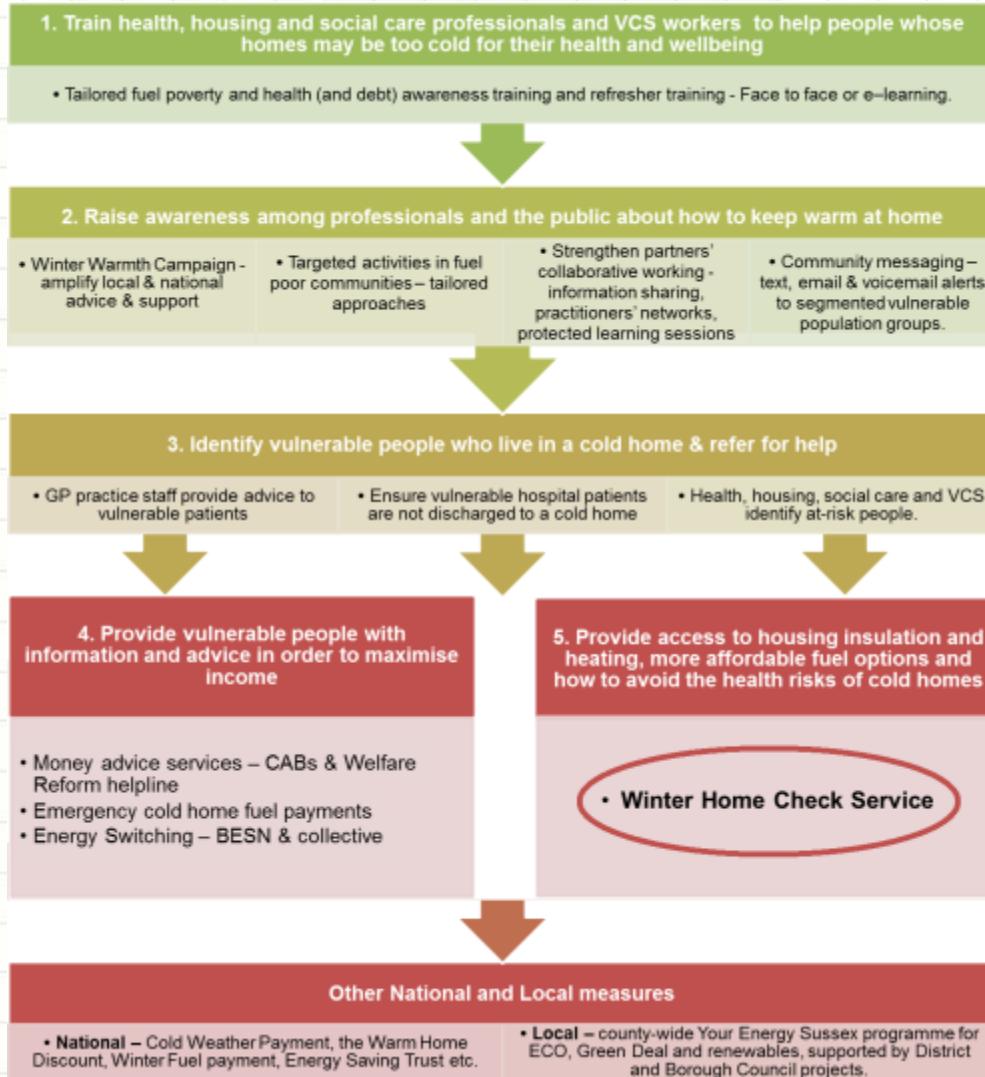 1. Train health, housing and social care professionals and VCS workers to help people whose
homes may be too cold for their health and wellbeing
• Tailored fuel poverty and health (and debt) awareness training and refresher training - Face to face or e–learning.
2. Raise awareness among professionals and the public about how to keep warm at home
• Winter Warmth Campaign -
amplify local & national
advice & support
• Targeted activities in fuel
poor communities – tailored
approaches
• Strengthen partners'
collaborative working -
information sharing,
practitioners' networks,
protected learning sessions
• Community messaging –
text, email & voicemail alerts
to segmented vulnerable
population groups.
3. Identify vulnerable people who live in a cold home & refer for help
• GP practice staff provide advice to
vulnerable patients
• Ensure vulnerable hospital patients
are not discharged to a cold home
• Health, housing, social care and VCS
identify at-risk people.
4. Provide vulnerable people with
information and advice in order to maximise
income
• Money advice services – CABs & Welfare
Reform helpline
• Emergency cold home fuel payments
• Energy Switching – BESN & collective
5. Provide access to housing insulation and
heating, more affordable fuel options and
how to avoid the health risks of cold homes
• Winter Home Check Service
Other National and Local measures
• National – Cold Weather Payment, the Warm Home
Discount, Winter Fuel payment, Energy Saving Trust etc.
• Local – county-wide Your Energy Sussex programme for
ECO, Green Deal and renewables, supported by District
and Borough Council projects.